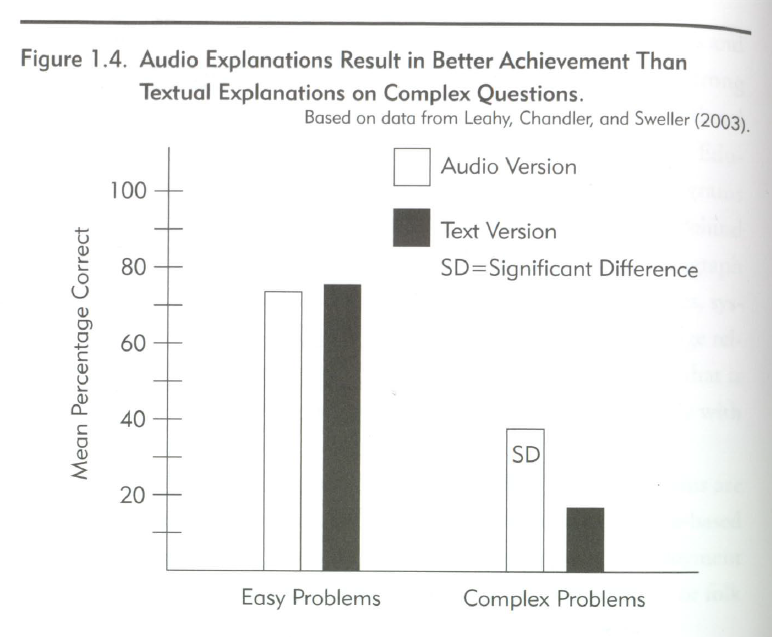 Figure 1.4. Audio Explanations Result in Better Achievement Than
Textual Explanations on Complex Questions.
Based on data from Leahy, Chandler, and Sweller (2003).
Audio Version
Text Version
SD=Significant Difference
Mean Percentage Correct
100
80
60
40
20
SD
Easy Problems
Complex Problems